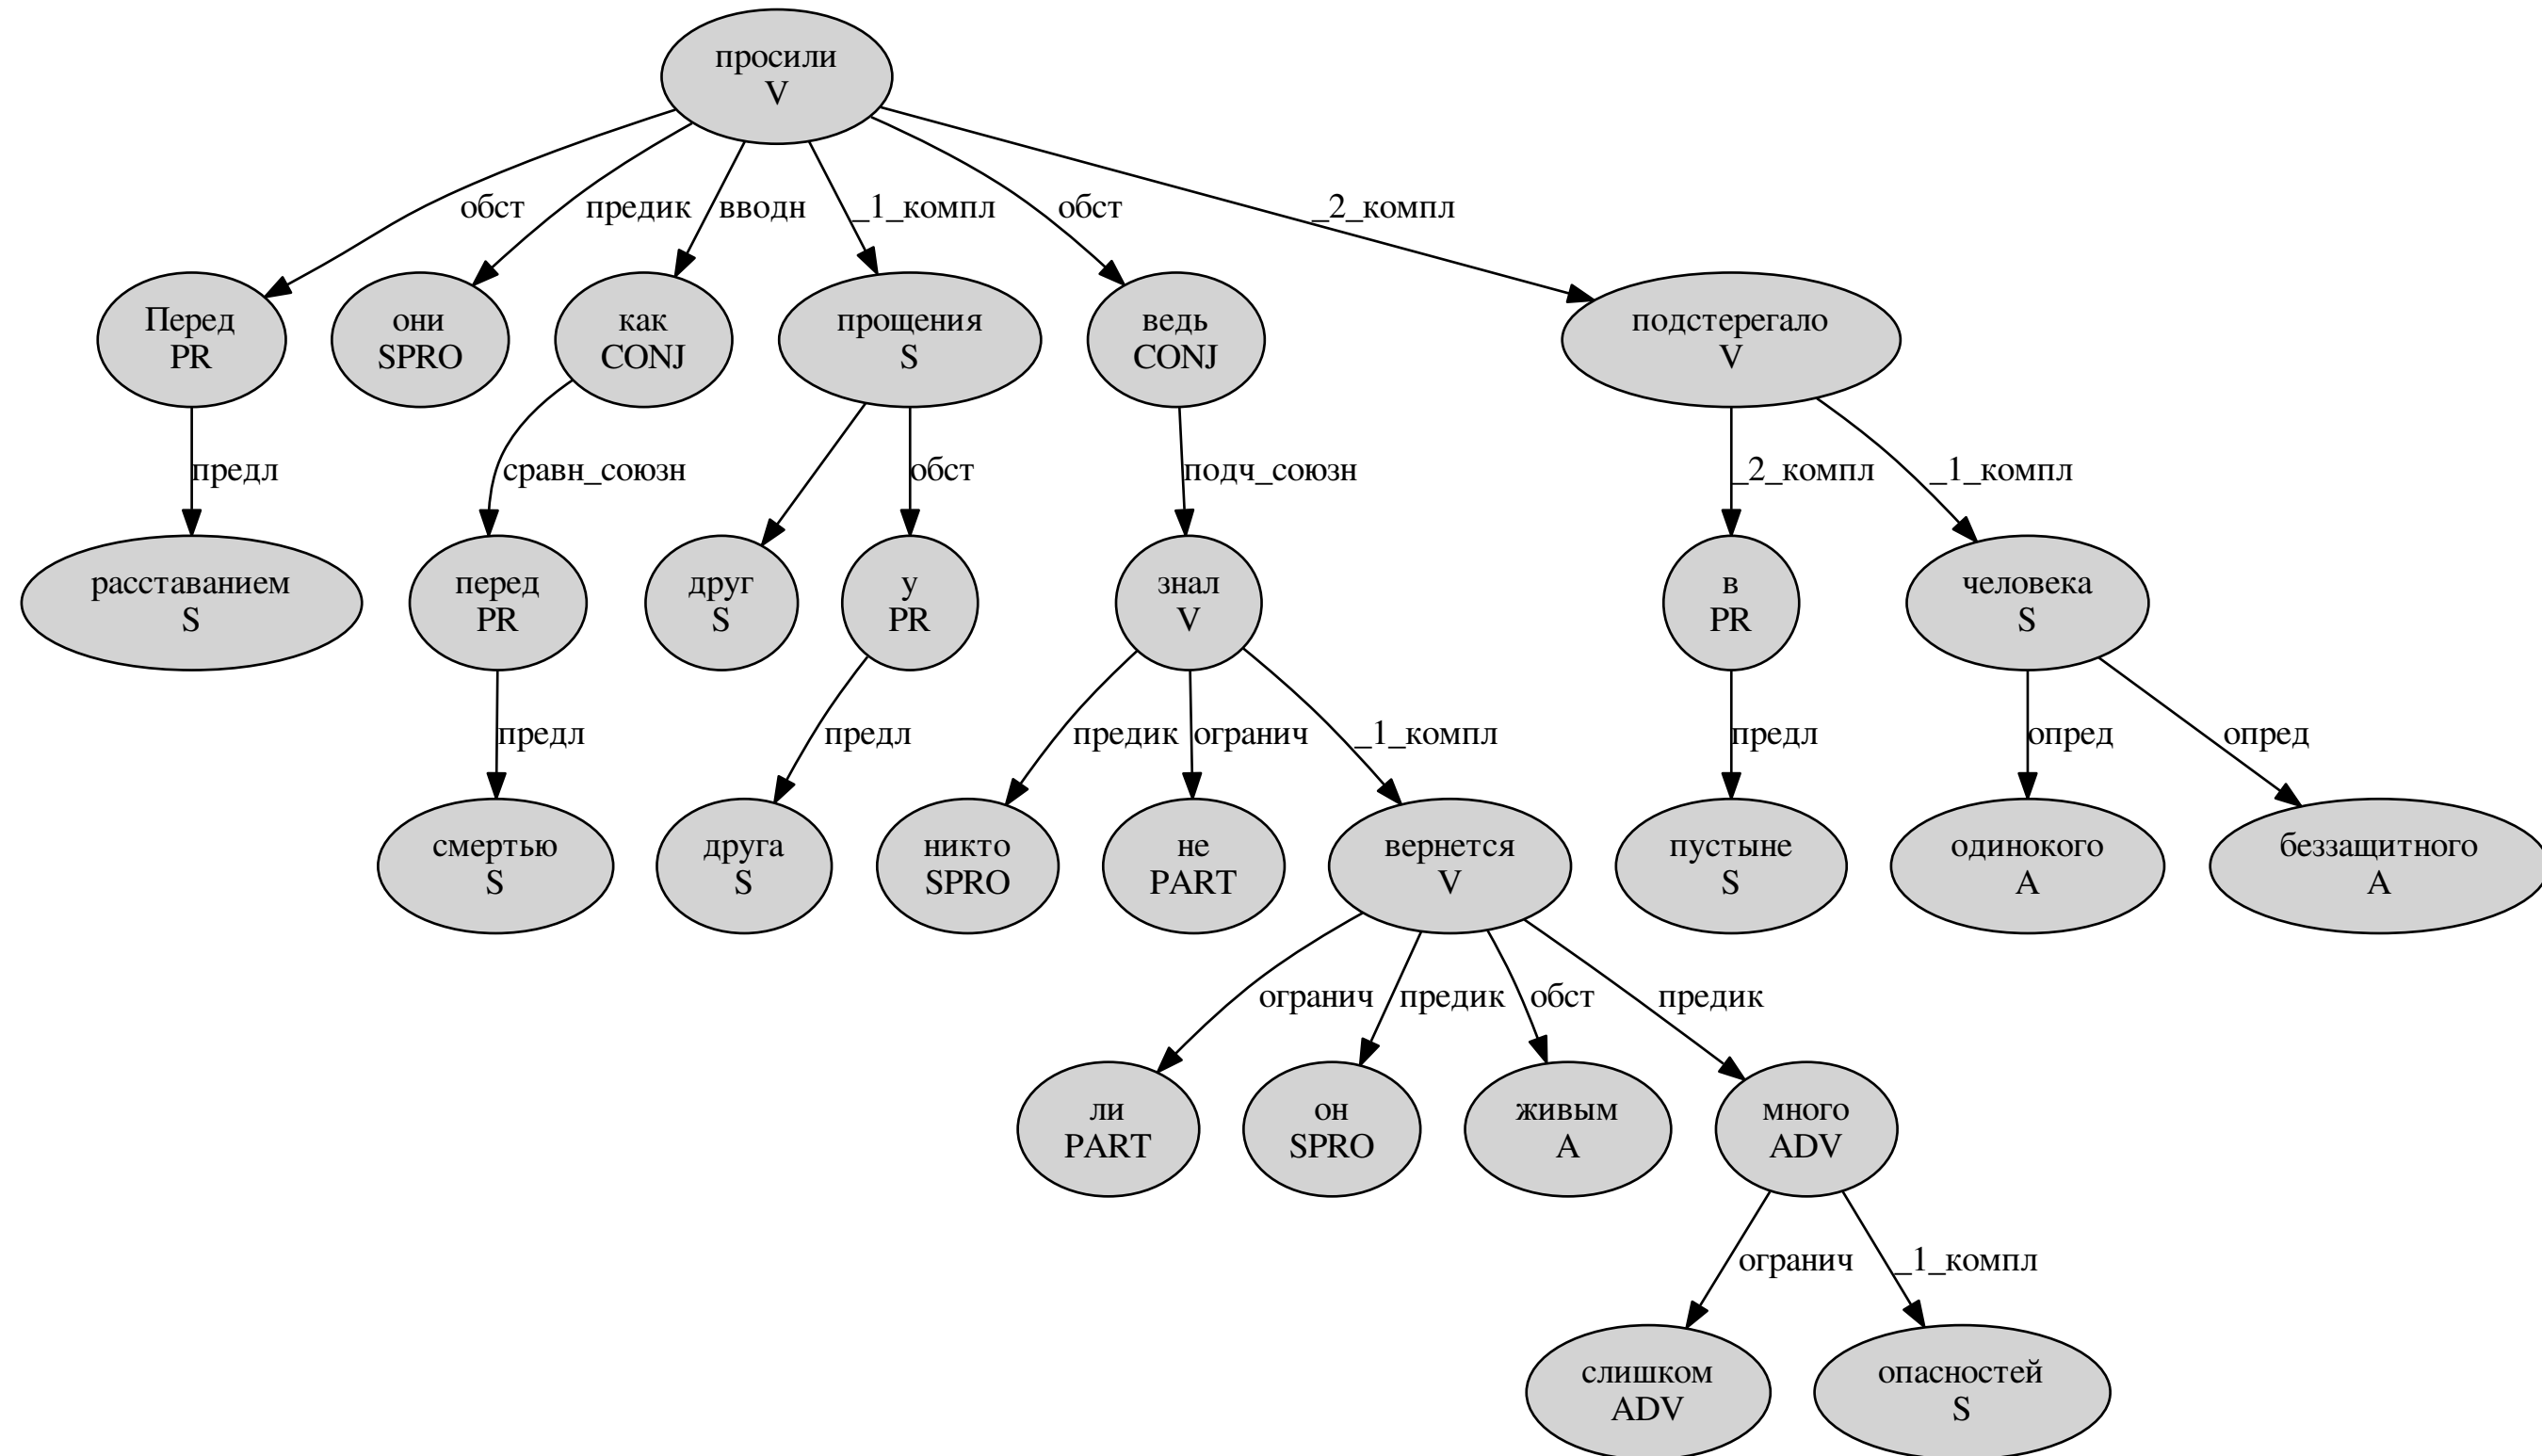 просили
V
обст
предик
вводн
_1_компл
обст
_2_компл
Перед
PR
они
SPRO
как
CONJ
прощения
S
ведь
CONJ
подстерегало
V
предл
сравн_союзн
обст
подч_союзн
_2_компл
_1_компл
расставанием
S
перед
PR
друг
S
у
PR
знал
V
в
PR
человека
S
предл
предл
предик
огранич
_1_компл
предл
опред
опред
смертью
S
друга
S
никто
SPRO
не
PART
вернется
V
пустыне
S
одинокого
A
беззащитного
A
огранич
предик
обст
предик
ли
PART
он
SPRO
живым
A
много
ADV
огранич
_1_компл
слишком
ADV
опасностей
S